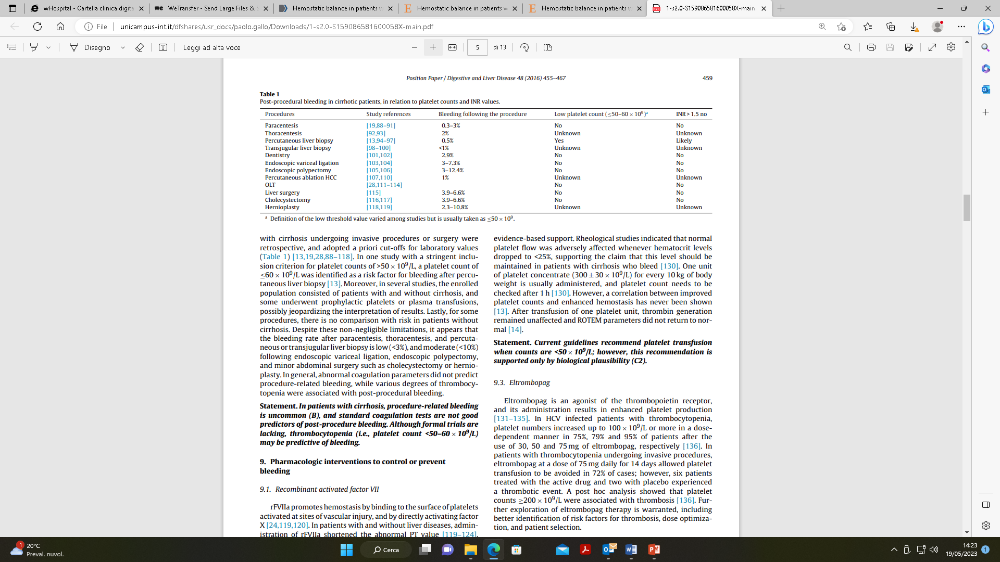 wHospital - Cartella clinica digita
WeTransfer - Send Large Files & S
Hemostatic balance in patients w
Hemostatic balance in patients w
Hemostatic balance in patients w
1-s2.0-S159086581600058X-main.
File
unicampus-int.it/dfshares/usr_docs/paolo.gallo/Downloads/1-s2.0-S159086581600058X-main.pdf
Disegno
Leggi ad alta voce
5
di 13
Position Paper / Digestive and Liver Disease 48 (2016) 455–467
459
Table 1
Post-procedural bleeding in cirrhotic patients, in relation to platelet counts and INR values.
Procedures Study references Bleeding following the procedure Low platelet count (≤50–60 × 10⁹)ᵃ INR > 1.5 no
Paracentesis [19,88–91] 0.3–3% No No
Thoracentesis [92,93] 2% Unknown Unknown
Percutaneous liver biopsy [13,94–97] 0.5% Yes Likely
Transjugular liver biopsy [98–100] <1% Unknown Unknown
Dentistry [101,102] 2.9% No No
Endoscopic variceal ligation [103,104] 3–7.3% No No
Endoscopic polypectomy [105,106] 3–12.4% No No
Percutaneous ablation HCC [107,110] 1% Unknown Unknown
OLT [28,111–114] No No
Liver surgery [115] 3.9–6.6% No No
Cholecystectomy [116,117] 3.9–6.6% No No
Hernioplasty [118,119] 2.3–10.8% Unknown Unknown
ᵃ Definition of the low threshold value varied among studies but is usually taken as ≤50 × 10⁹.
with cirrhosis undergoing invasive procedures or surgery were
retrospective, and adopted a priori cut-offs for laboratory values
(Table 1) [13,19,28,88–118]. In one study with a stringent inclu-
sion criterion for platelet counts of >50 × 10⁹/L, a platelet count of
≤60 × 10⁹/L was identified as a risk factor for bleeding after percu-
taneous liver biopsy [13]. Moreover, in several studies, the enrolled
population consisted of patients with and without cirrhosis, and
some underwent prophylactic platelets or plasma transfusions,
possibly jeopardizing the interpretation of results. Lastly, for some
procedures, there is no comparison with risk in patients without
cirrhosis. Despite these non-negligible limitations, it appears that
the bleeding rate after paracentesis, thoracentesis, and percuta-
neous or transjugular liver biopsy is low (<3%), and moderate (<10%)
following endoscopic variceal ligation, endoscopic polypectomy,
and minor abdominal surgery such as cholecystectomy or hernio-
plasty. In general, abnormal coagulation parameters did not predict
procedure-related bleeding, while various degrees of thrombocy-
topenia were associated with post-procedural bleeding.
Statement. In patients with cirrhosis, procedure-related bleeding
is uncommon (B), and standard coagulation tests are not good
predictors of post-procedure bleeding. Although formal trials are
lacking, thrombocytopenia (i.e., platelet count <50–60 × 10⁹/L)
may be predictive of bleeding.
9. Pharmacologic interventions to control or prevent
bleeding
9.1. Recombinant activated factor VII
rFVIIa promotes hemostasis by binding to the surface of platelets
activated at sites of vascular injury, and by directly activating factor
X [24,119,120]. In patients with and without liver diseases, admin-
istration of rFVIIa shortened the abnormal PT value [119–124].
evidence-based support. Rheological studies indicated that normal
platelet flow was adversely affected whenever hematocrit levels
dropped to <25%, supporting the claim that this level should be
maintained in patients with cirrhosis who bleed [130]. One unit
of platelet concentrate (300 ± 30 × 10⁹/L) for every 10 kg of body
weight is usually administered, and platelet count needs to be
checked after 1 h [130]. However, a correlation between improved
platelet counts and enhanced hemostasis has never been shown
[13]. After transfusion of one platelet unit, thrombin generation
remained unaffected and ROTEM parameters did not return to nor-
mal [14].
Statement. Current guidelines recommend platelet transfusion
when counts are <50 × 10⁹/L; however, this recommendation is
supported only by biological plausibility (C2).
9.3. Eltrombopag
Eltrombopag is an agonist of the thrombopoietin receptor,
and its administration results in enhanced platelet production
[131–135]. In HCV infected patients with thrombocytopenia,
platelet numbers increased up to 100 × 10⁹/L or more in a dose-
dependent manner in 75%, 79% and 95% of patients after the
use of 30, 50 and 75 mg of eltrombopag, respectively [136]. In
patients with thrombocytopenia undergoing invasive procedures,
eltrombopag at a dose of 75 mg daily for 14 days allowed platelet
transfusion to be avoided in 72% of cases; however, six patients
treated with the active drug and two with placebo experienced
a thrombotic event. A post hoc analysis showed that platelet
counts ≥200 × 10⁹/L were associated with thrombosis [136]. Fur-
ther exploration of eltrombopag therapy is warranted, including
better identification of risk factors for thrombosis, dose optimiza-
tion, and patient selection.
1
20°C
Preval. nuvol.
Cerca
14:23
19/05/2023
1